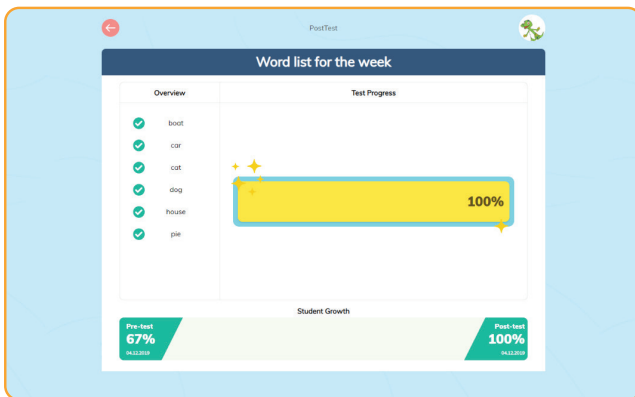 PostTest
Word list for the week
Overview
Test Progress
boat
car
cat
dog
house
pie
100%
Student Growth
Pre-test
67%
04.12.2019
Post-test
100%
04.12.2019